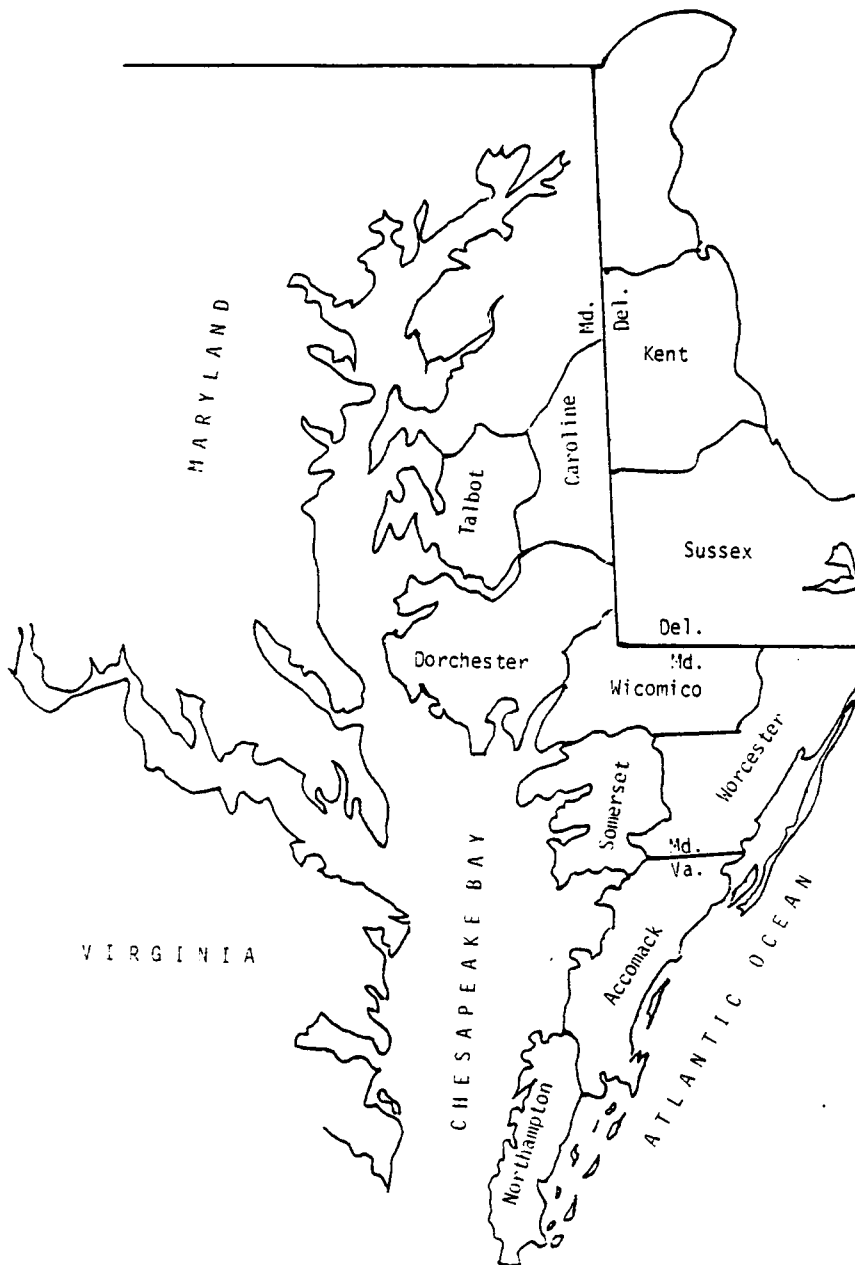 MARYLAND
Md.
Del.
Kent
Caroline
Talbot
Sussex
Del.
Dorchester
Md.
Wicomico
Worcester
Somerset
Md.
Va.
CHESAPEAKE BAY
VIRGINIA
Accomack
ATLANTIC OCEAN
Northampton